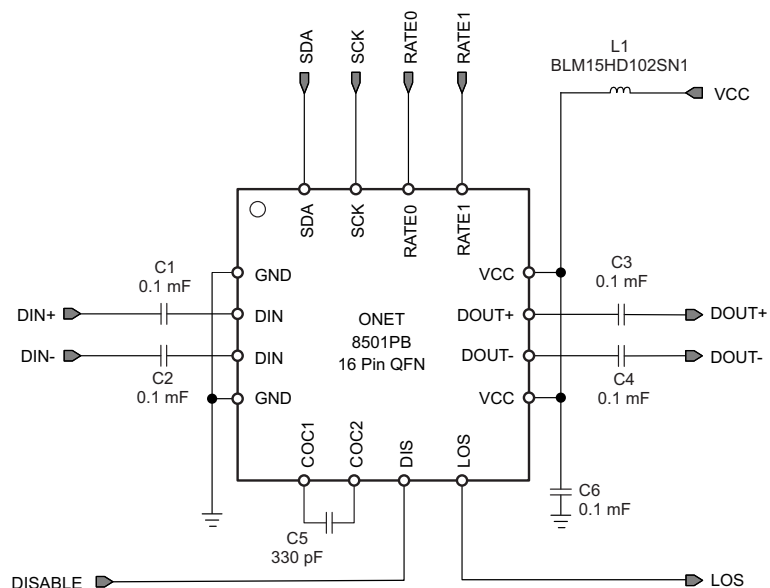 SDA
SCK
RATE0
RATE1
L1
BLM15HD102SN1
VCC
SDA
SCK
RATE0
RATE1
C1
0.1 mF
GND
VCC
C3
0.1 mF
DIN+
DIN
ONET
8501PB
16 Pin QFN
DOUT+
DOUT+
DIN-
DIN
DOUT-
DOUT-
C2
0.1 mF
GND
VCC
C4
0.1 mF
COC1
COC2
DIS
LOS
C5
330 pF
C6
0.1 mF
DISABLE
LOS